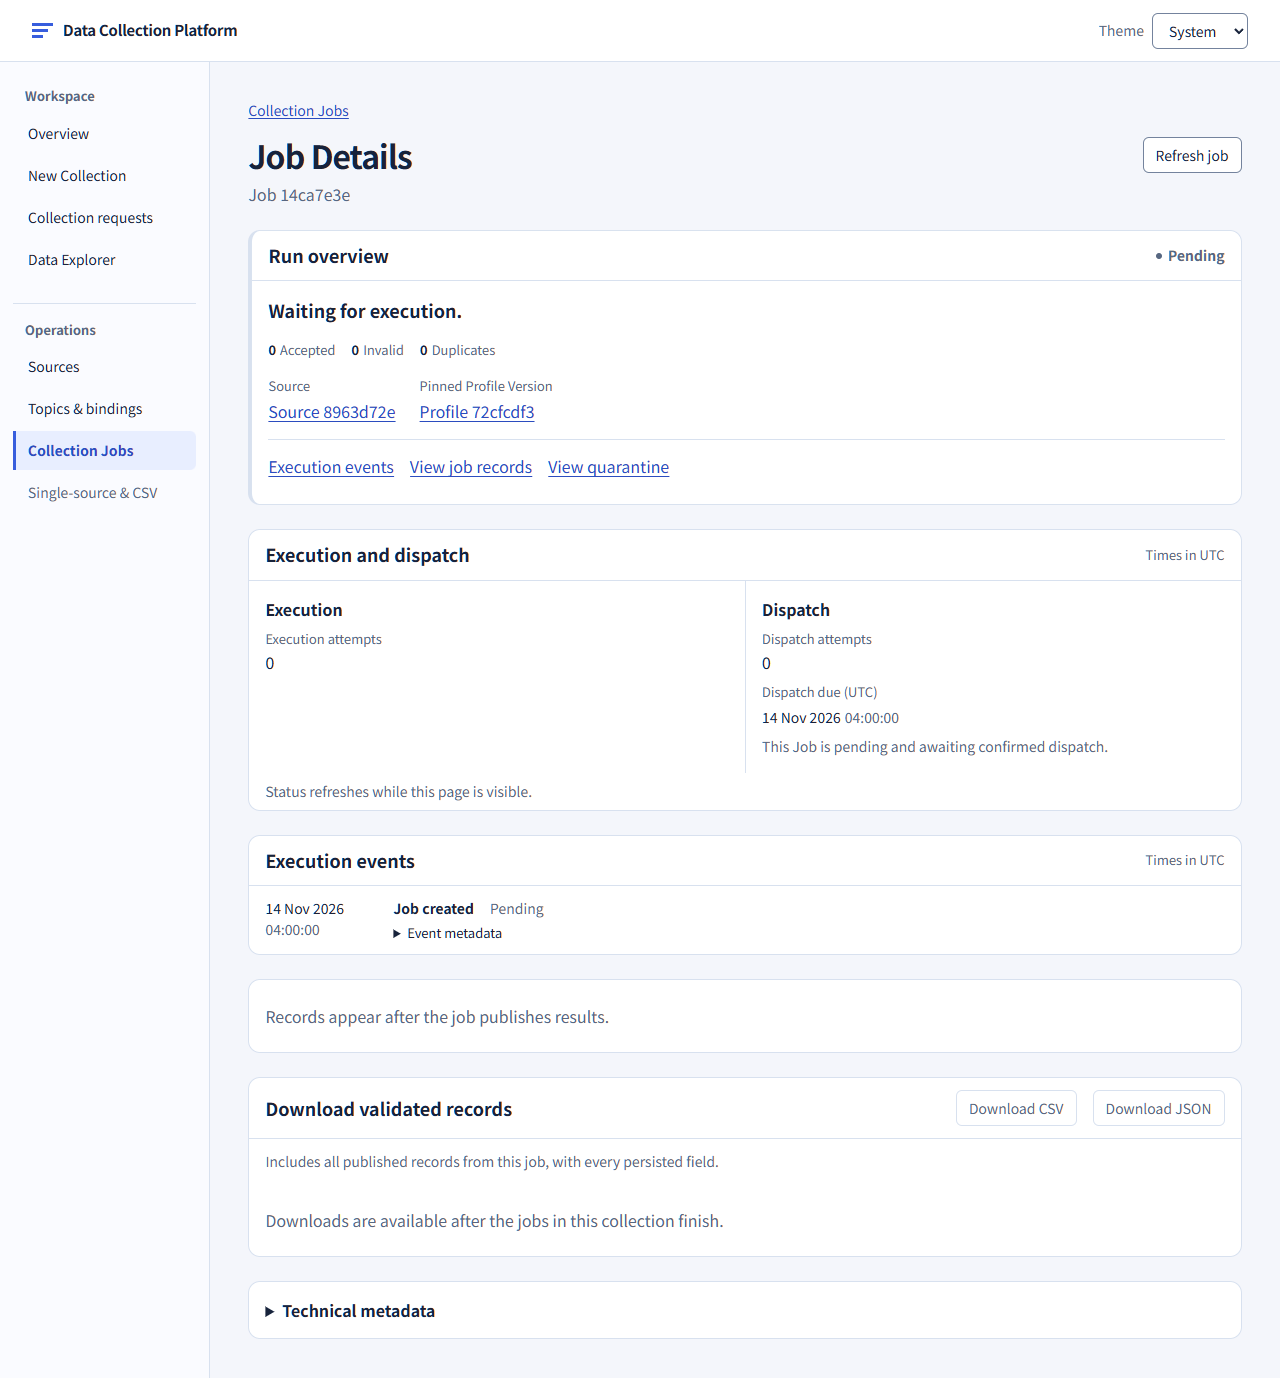 Data Collection Platform
Theme
System
Workspace
Overview
New Collection
Collection requests
Data Explorer
Operations
Sources
Topics & bindings
Collection Jobs
Single-source & CSV
Collection Jobs
Job Details
Refresh job
Job 14ca7e3e
Run overview
Pending
Waiting for execution.
0 Accepted 0 Invalid 0 Duplicates
Source Pinned Profile Version
Source 8963d72e Profile 72cfcdf3
Execution events View job records View quarantine
Execution and dispatch
Times in UTC
Execution
Execution attempts
0
Dispatch
Dispatch attempts
0
Dispatch due (UTC)
14 Nov 2026 04:00:00
This Job is pending and awaiting confirmed dispatch.
Status refreshes while this page is visible.
Execution events
Times in UTC
14 Nov 2026
04:00:00
Job created Pending
Event metadata
Records appear after the job publishes results.
Download validated records
Download CSV
Download JSON
Includes all published records from this job, with every persisted field.
Downloads are available after the jobs in this collection finish.
Technical metadata